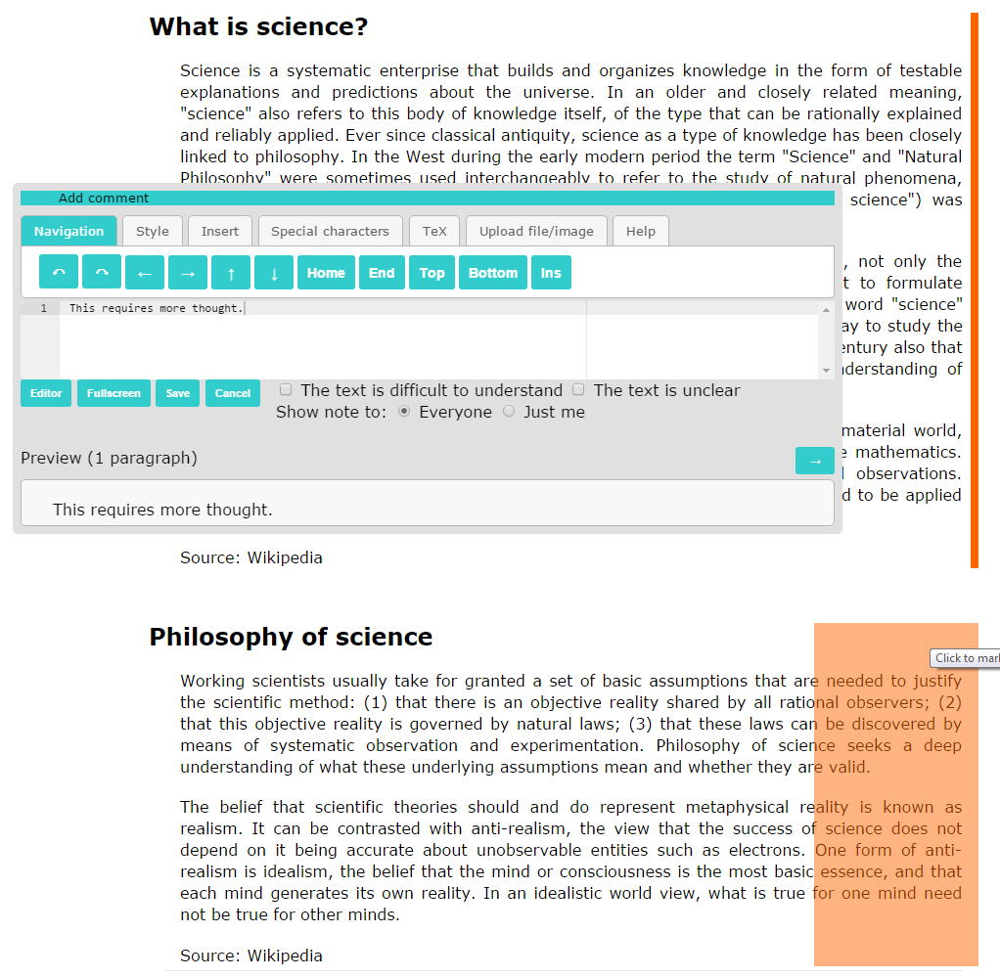 What is science?
Science is a systematic enterprise that builds and organizes knowledge in the form of testable
explanations and predictions about the universe. In an older and closely related meaning,
"science" also refers to this body of knowledge itself, of the type that can be rationally explained
and reliably applied. Ever since classical antiquity, science as a type of knowledge has been closely
linked to philosophy. In the West during the early modern period the term "Science" and "Natural
Philosophy" were sometimes used interchangeably to refer to the study of natural phenomena,
science") was
, not only the
to formulate
word "science"
to study the
also that
of
material world,
mathematics.
observations.
to be applied
Add comment
Navigation Style Insert Special characters TeX Upload file/image Help
↶ ↷ ← → ↑ ↓ Home End Top Bottom Ins
1 This requires more thought.
Editor Fullscreen Save Cancel The text is difficult to understand The text is unclear
Show note to: Everyone Just me
Preview (1 paragraph) →
This requires more thought.
Source: Wikipedia
Philosophy of science
Click to
Working scientists usually take for granted a set of basic assumptions that are needed to justify
the scientific method: (1) that there is an objective reality shared by all rational observers; (2)
that this objective reality is governed by natural laws; (3) that these laws can be discovered by
means of systematic observation and experimentation. Philosophy of science seeks a deep
understanding of what these underlying assumptions mean and whether they are valid.
The belief that scientific theories should and do represent metaphysical reality is known as
realism. It can be contrasted with anti-realism, the view that the success of science does not
depend on it being accurate about unobservable entities such as electrons. One form of anti-
realism is idealism, the belief that the mind or consciousness is the most basic essence, and that
each mind generates its own reality. In an idealistic world view, what is true for one mind need
not be true for other minds.
Source: Wikipedia